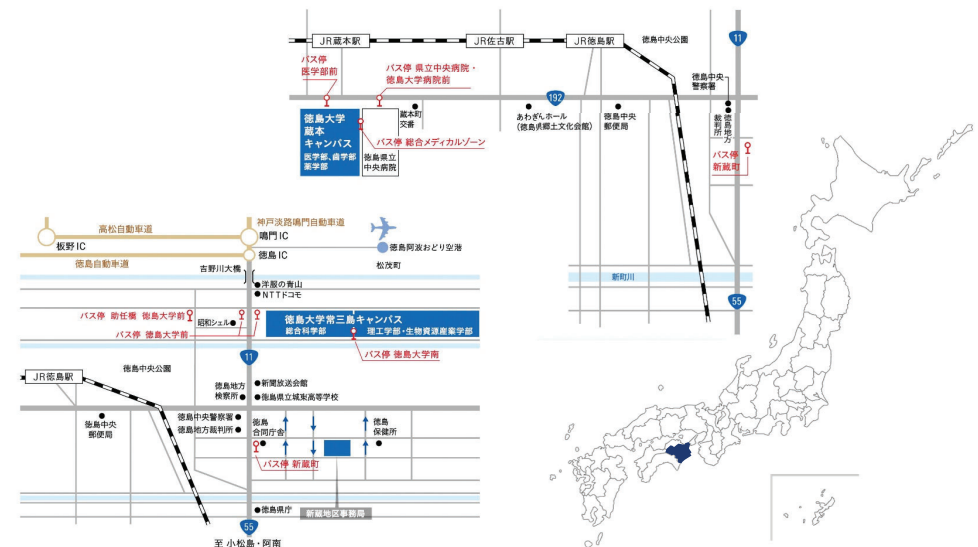 JR蔵本駅
JR佐古駅
JR徳島駅
徳島中央公園
11
バス停
医学部前
バス停 県立中央病院・
徳島大学病院前
徳島中央
警察署
192
徳島大学
蔵本
キャンパス
医学部、歯学部
薬学部
蔵本町
交番
バス停 総合メディカルゾーン
徳島県立
中央病院
あわぎんホール
(徳島県郷土文化会館)
徳島中央
郵便局
徳島地方
裁判所
バス停
新蔵町
新町川
55
高松自動車道
神戸淡路鳴門自動車道
板野IC
鳴門IC
徳島阿波おどり空港
徳島自動車道
徳島IC
松茂町
吉野川大橋
洋服の青山
NTTドコモ
バス停 助任橋 徳島大学前
昭和シェル
バス停 徳島大学前
徳島大学常三島キャンパス
総合科学部
理工学部・生物資源産業学部
バス停 徳島大学南
11
徳島中央公園
JR徳島駅
徳島地方
検察所
新聞放送会館
徳島県立城東高等学校
徳島中央
郵便局
徳島中央警察署
徳島地方裁判所
徳島
合同庁舎
徳島
保健所
バス停 新蔵町
徳島県庁
新蔵地区事務局
55
至 小松島・阿南